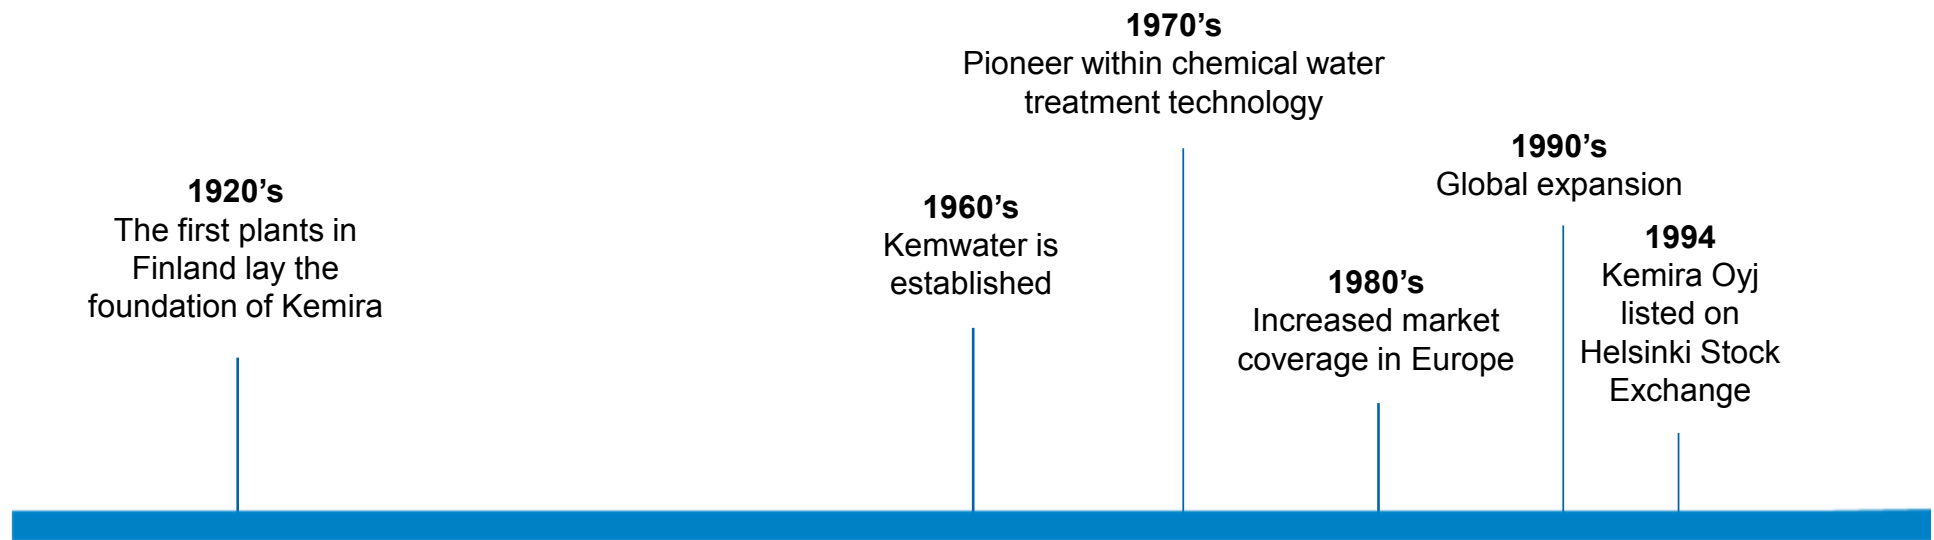 1920’s
The first plants in
Finland lay the
foundation of Kemira
1960’s
Kemwater is
established
1970’s
Pioneer within chemical water
treatment technology
1980’s
Increased market
coverage in Europe
1990’s
Global expansion
1994
Kemira Oyj
listed on
Helsinki Stock
Exchange